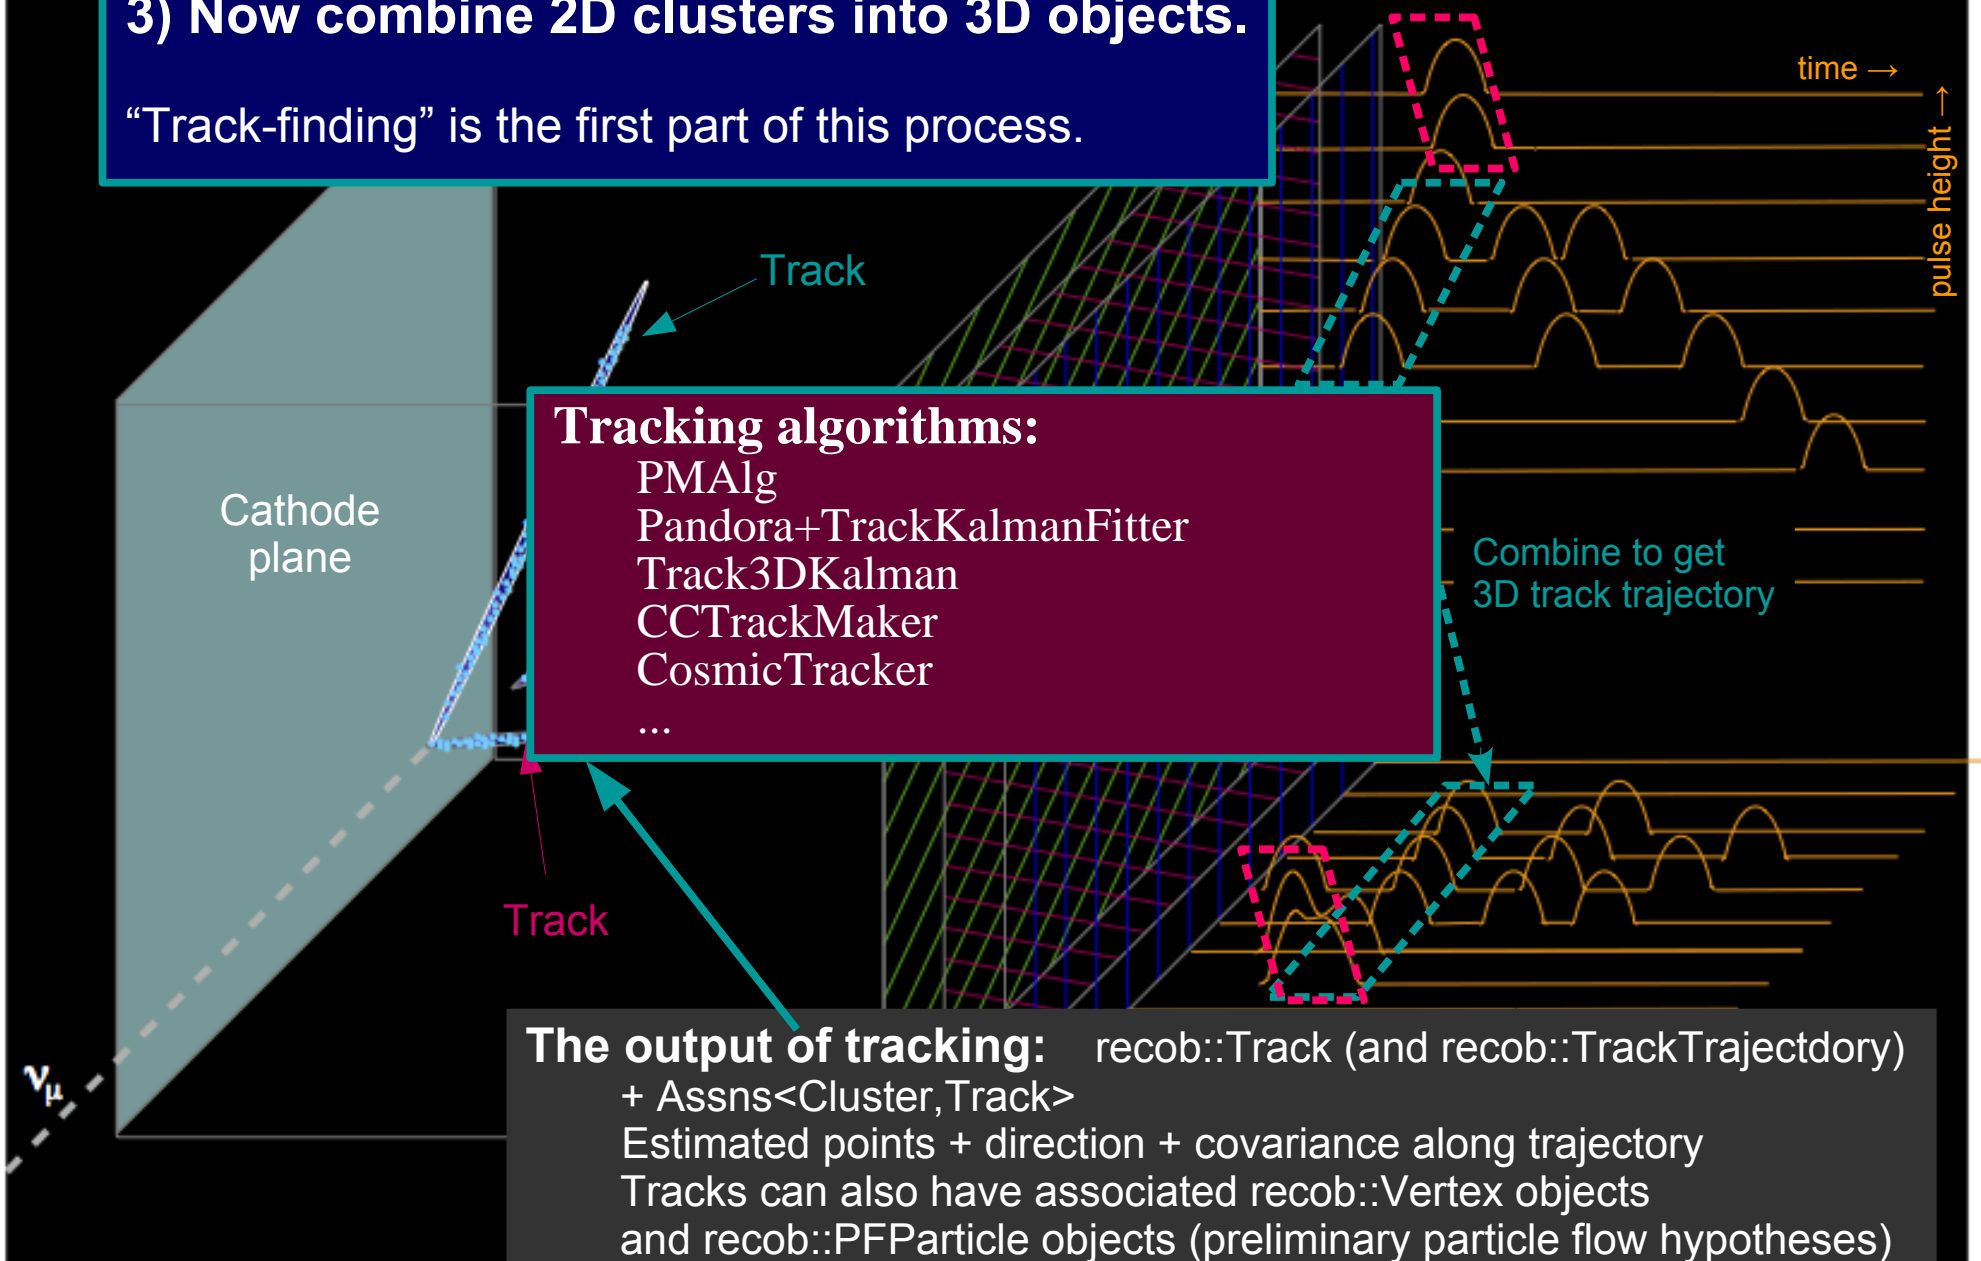 3) Now combine 2D clusters into 3D objects.
“Track-finding” is the first part of this process.
time →
pulse height →
Track
Cathode
plane
Tracking algorithms:
PMAlg
Pandora+TrackKalmanFitter
Track3DKalman
CCTrackMaker
CosmicTracker
...
Combine to get
3D track trajectory
Track
νμ
The output of tracking: recob::Track (and recob::TrackTrajectdory)
+ Assns<Cluster,Track>
Estimated points + direction + covariance along trajectory
Tracks can also have associated recob::Vertex objects
and recob::PFParticle objects (preliminary particle flow hypotheses)